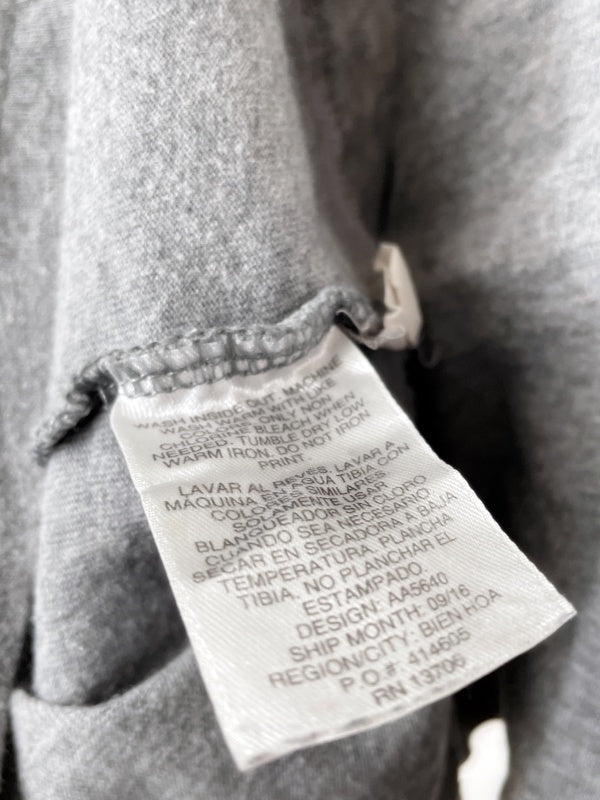 WASH INSIDE OUT, MACHINE
WASH WARM WITH LIKE
COLORS, ONLY NON
CHLORINE BLEACH WHEN
NEEDED. TUMBLE DRY LOW
WARM IRON. DO NOT IRON
PRINT.
LAVAR AL REVÉS, LAVAR A
MÁQUINA EN AGUA TIBIA CON
COLORES SIMILARES
SOLAMENTE USAR
BLANQUEADOR SIN CLORO
CUANDO SEA NECESARIO
SECAR EN SECADORA A BAJA
TEMPERATURA. PLANCHA
TIBIA. NO PLANCHAR EL
ESTAMPADO.
DESIGN: AA5640
SHIP MONTH: 09/16
REGION/CITY: BIEN HOA
P.O.#: 414605
RN 13706